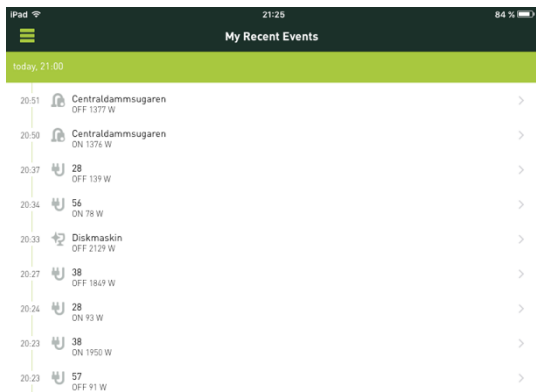 iPad 21:25 84 %
My Recent Events
today, 21:00
20:51 Centraldammsugaren
OFF 1377 W
20:50 Centraldammsugaren
ON 1376 W
20:37 28
OFF 139 W
20:34 56
ON 78 W
20:33 Diskmaskin
OFF 2129 W
20:27 38
OFF 1849 W
20:24 28
ON 93 W
20:23 38
ON 1950 W
20:23 57
OFF 91 W